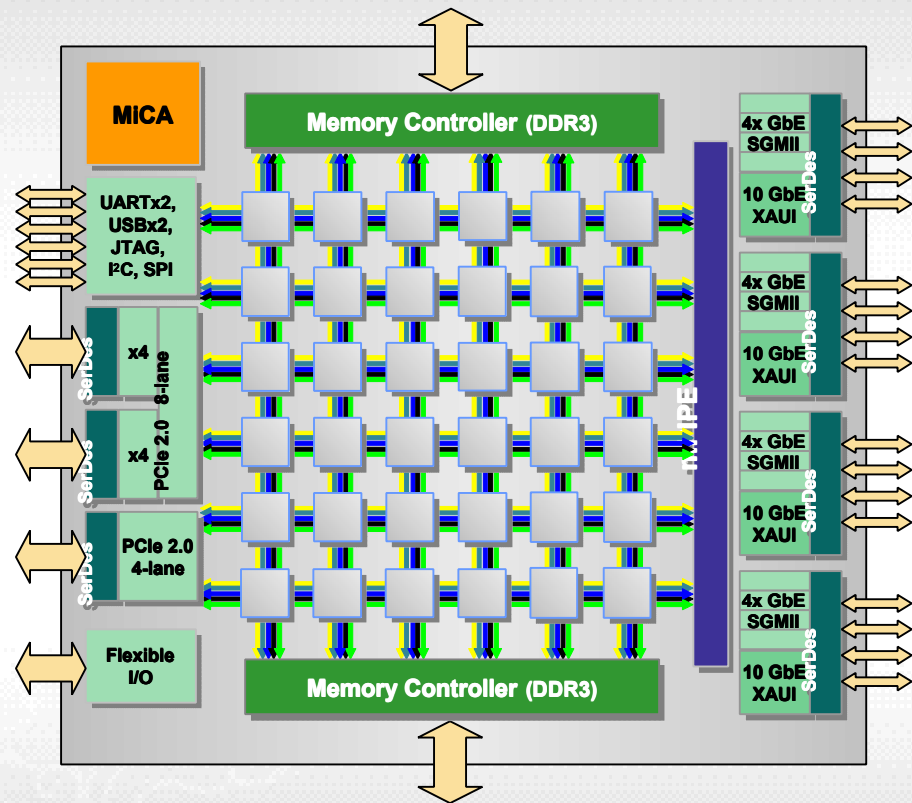 MiCA
Memory Controller (DDR3)
UARTx2,
USBx2,
JTAG,
I²C, SPI
SerDes
x4
SerDes
x4
PCIe 2.0 8-lane
SerDes
PCIe 2.0
4-lane
Flexible
I/O
IPE
4x GbE
SGMII
10 GbE
XAUI
SerDes
4x GbE
SGMII
10 GbE
XAUI
SerDes
4x GbE
SGMII
10 GbE
XAUI
SerDes
4x GbE
SGMII
10 GbE
XAUI
SerDes
Memory Controller (DDR3)